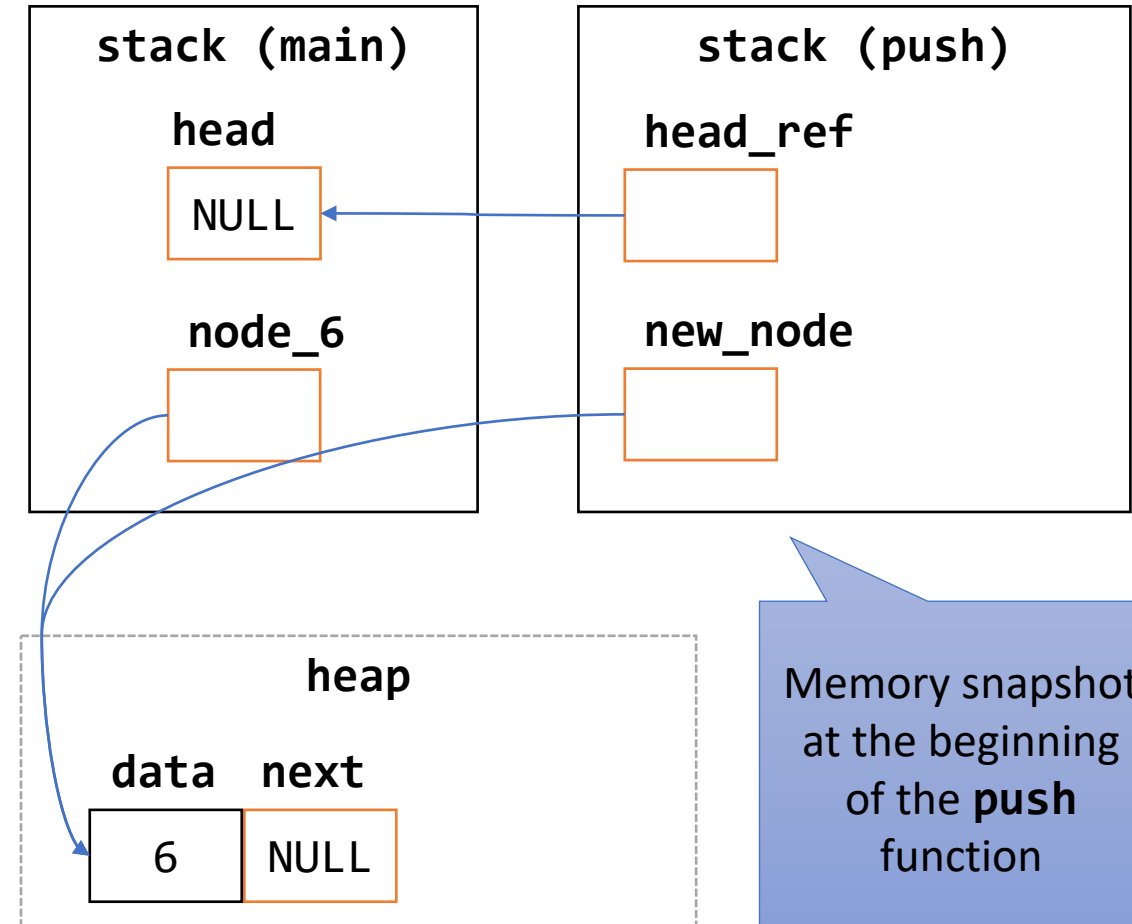 stack (main)
stack (push)
head
head_ref
NULL
node_6
new_node
heap
data next
6 NULL
Memory snapshot
at the beginning
of the push
function